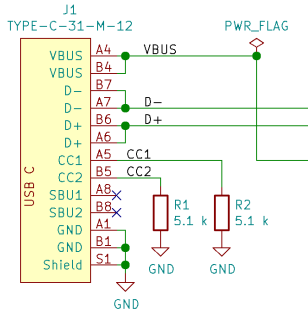 J1
TYPE-C-31-M-12
PWR_FLAG
VBUS A4 VBUS
VBUS B4
D- B7
D- A7 D-
D+ B6 D+
D+ A6
CC1 A5 CC1
CC2 B5 CC2
SBU1 A8
SBU2 B8
GND A1
GND B1
Shield S1
USB C
R1
5.1 k
R2
5.1 k
GND
GND
GND